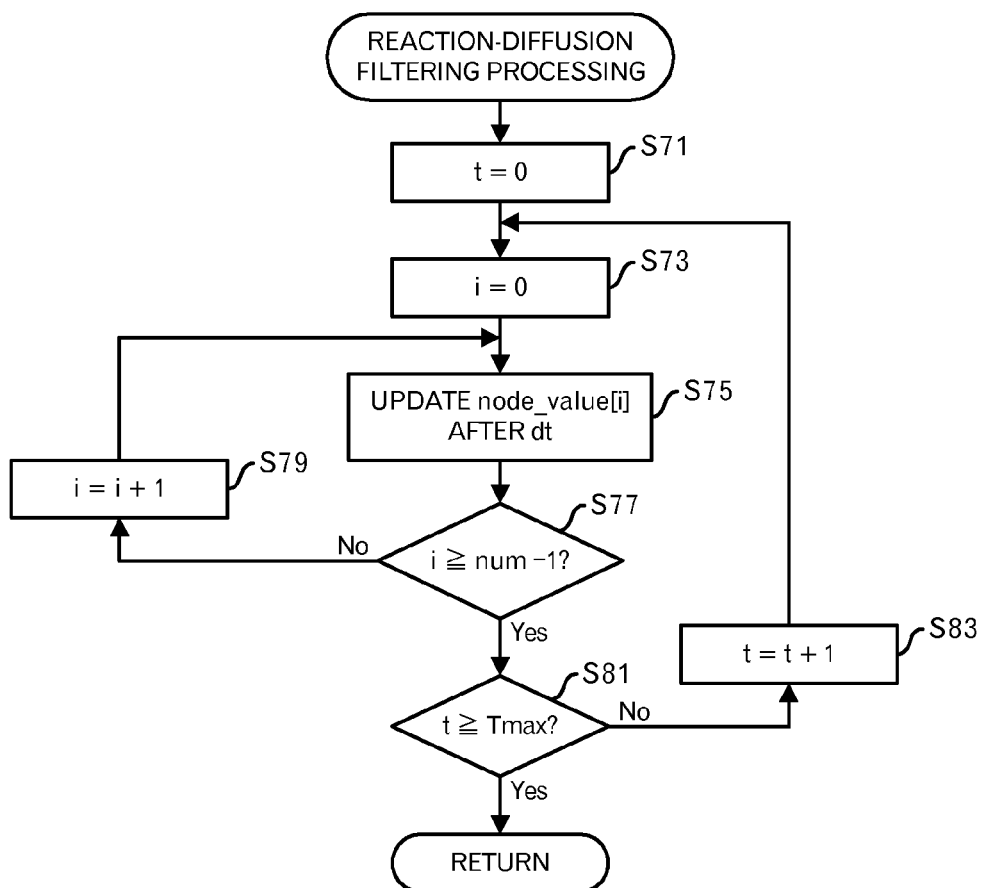 REACTION-DIFFUSION
FILTERING PROCESSING
S71
t = 0
S73
i = 0
S75
UPDATE node_value[i]
AFTER dt
S79
i = i + 1
S77
No
i ≧ num −1?
Yes
S83
t = t + 1
S81
No
t ≧ Tmax?
Yes
RETURN